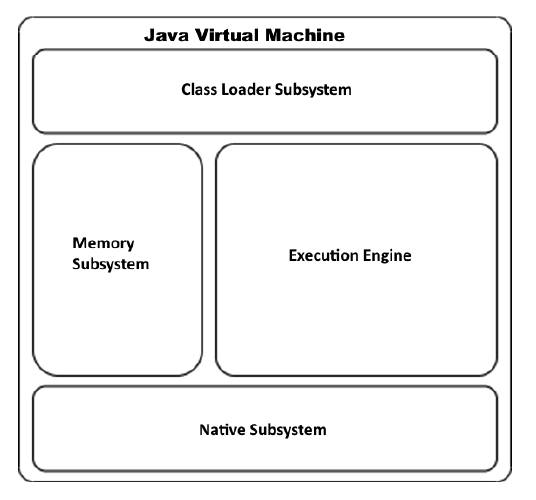 Java Virtual Machine
Class Loader Subsystem
Memory
Subsystem
Execution Engine
Native Subsystem